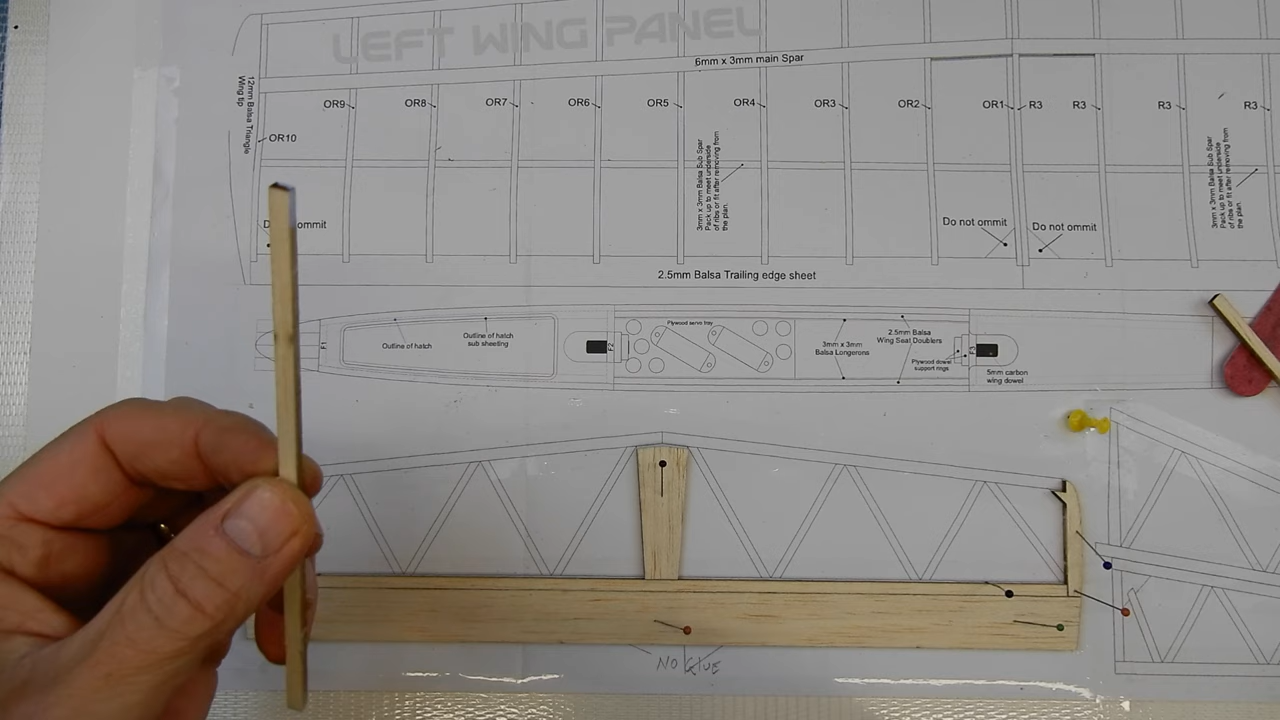 LEFT WING PANEL
6mm x 3mm main Spar
12mm Balsa Triangle
Wing tip
OR9
OR8
OR7
OR6
OR5
OR4
OR3
OR2
OR1
R3
R3
R3
R3
OR10
3mm x 3mm Balsa Sub Spar
Pack up to meet underside
of ribs or fit after removing from
the plan.
3mm x 3mm Balsa Sub Spar
Pack up to meet underside
of ribs or fit after removing from
the plan.
ommit
Do not ommit
Do not ommit
2.5mm Balsa Trailing edge sheet
F1
Outline of hatch
Outline of hatch
sub sheeting
F2
Plywood servo tray
3mm x 3mm
Balsa Longerons
2.5mm Balsa
Wing Seat Doublers
Plywood dowel
support rings
F3
5mm carbon
wing dowel
NO GLUE